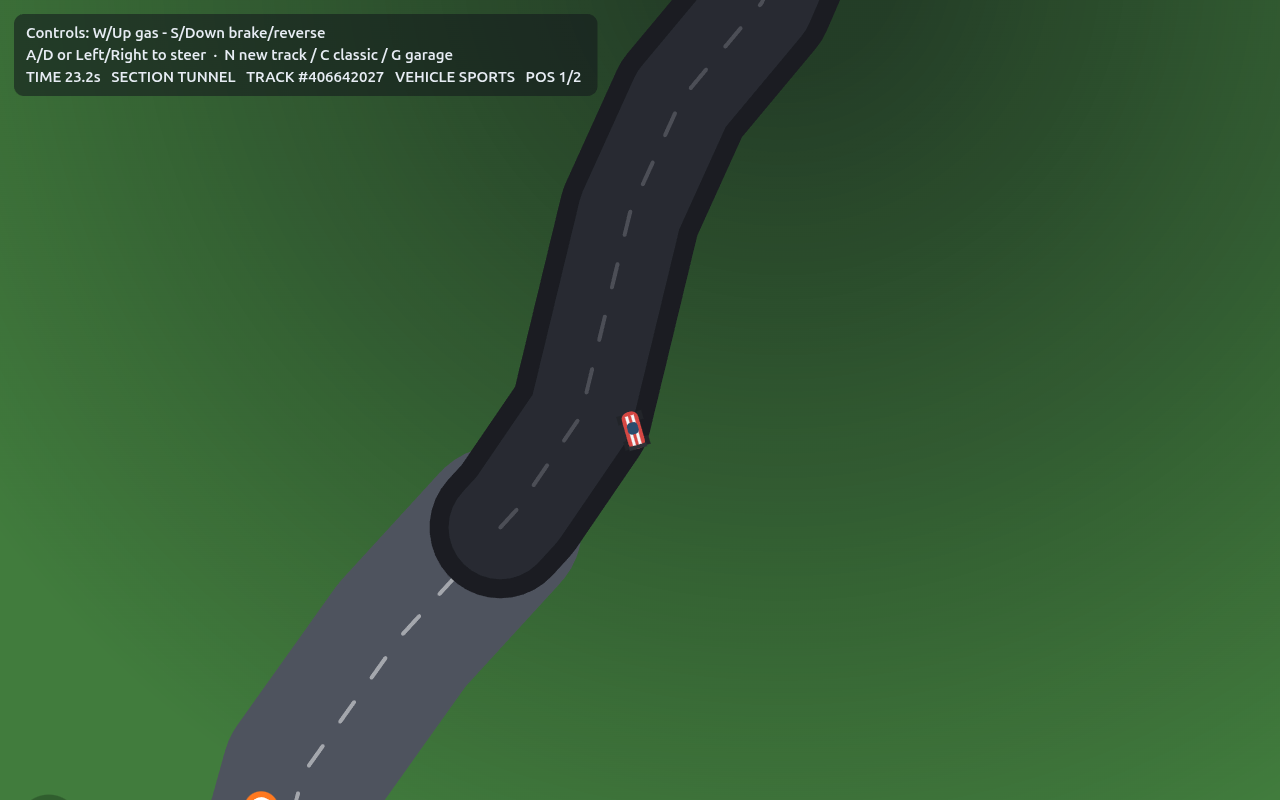 Controls: W/Up gas - S/Down brake/reverse
A/D or Left/Right to steer · N new track / C classic / G garage
TIME 23.2s SECTION TUNNEL TRACK #406642027 VEHICLE SPORTS POS 1/2